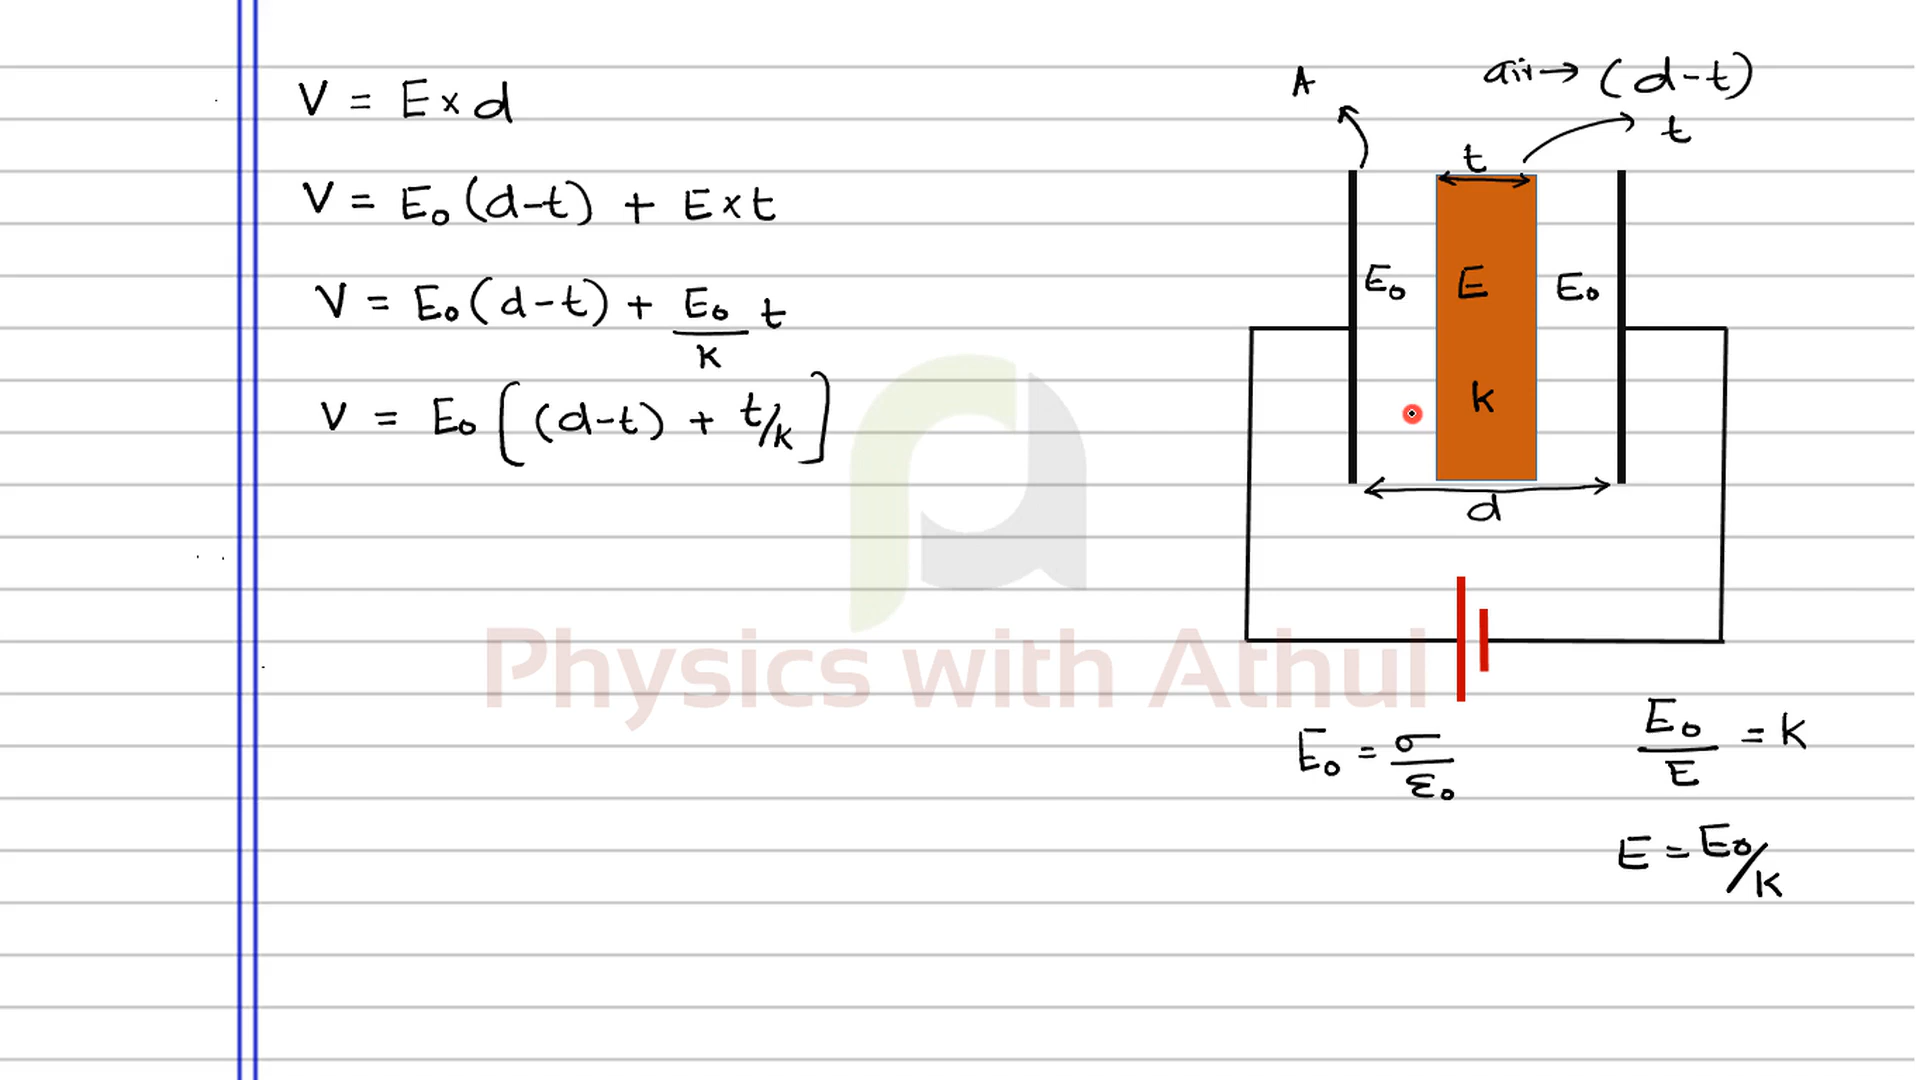 V = E × d
V = E₀(d-t) + E × t
V = E₀(d-t) + E₀/K t
V = E₀[(d-t) + t/K]
A
air → (d-t)
t
t
E₀ E E₀
K
d
Physics with Athul
E₀ = σ/ε₀
E₀/E = K
E = E₀/K